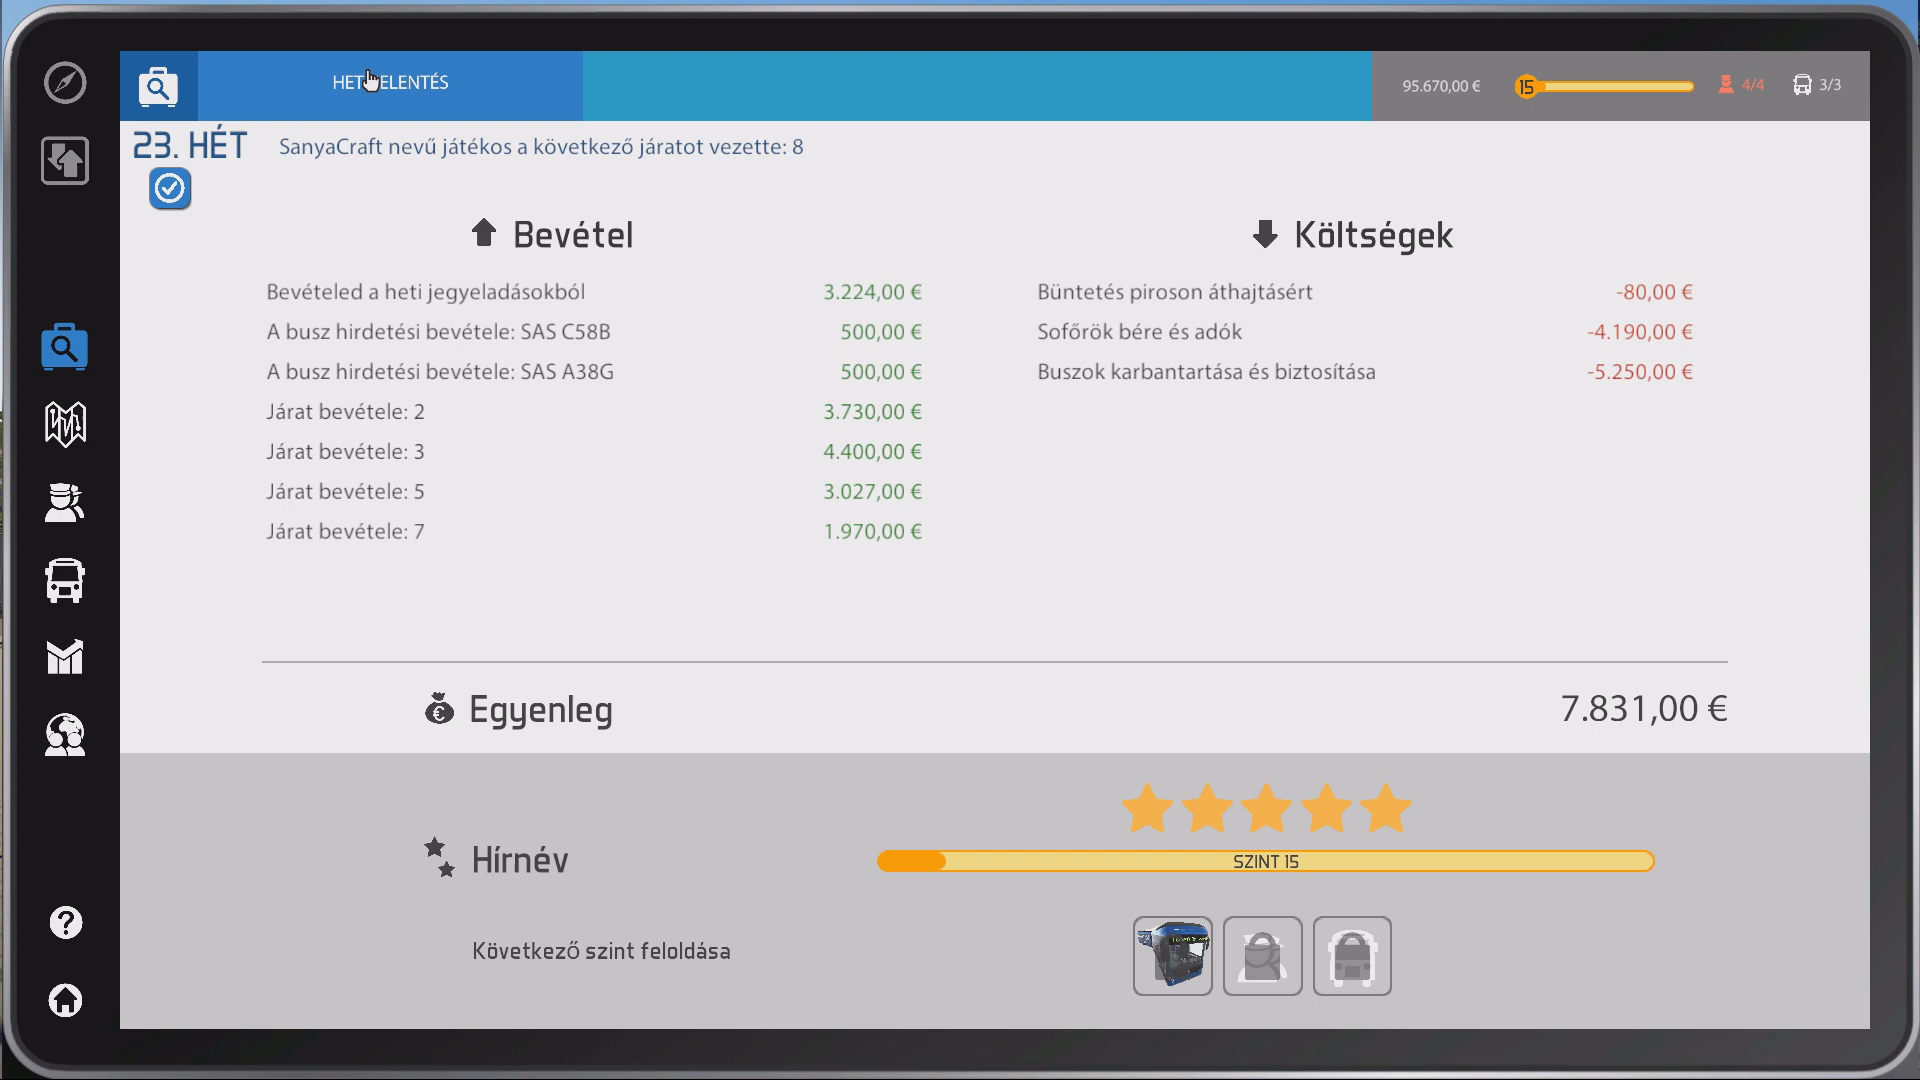 95.670,00 €
15
4/4
3/3
23. HÉT
SanyaCraft nevű játékos a következő járatot vezette: 8
Bevétel
Bevételed a heti jegyeladásokból 3.224,00 €
A busz hirdetési bevétele: SAS C58B 500,00 €
A busz hirdetési bevétele: SAS A38G 500,00 €
Járat bevétele: 2 3.730,00 €
Járat bevétele: 3 4.400,00 €
Járat bevétele: 5 3.027,00 €
Járat bevétele: 7 1.970,00 €
Költségek
Büntetés piroson áthajtásért -80,00 €
Sofőrök bére és adók -4.190,00 €
Buszok karbantartása és biztosítása -5.250,00 €
Egyenleg 7.831,00 €
Hírnév
SZINT 15
Következő szint feloldása